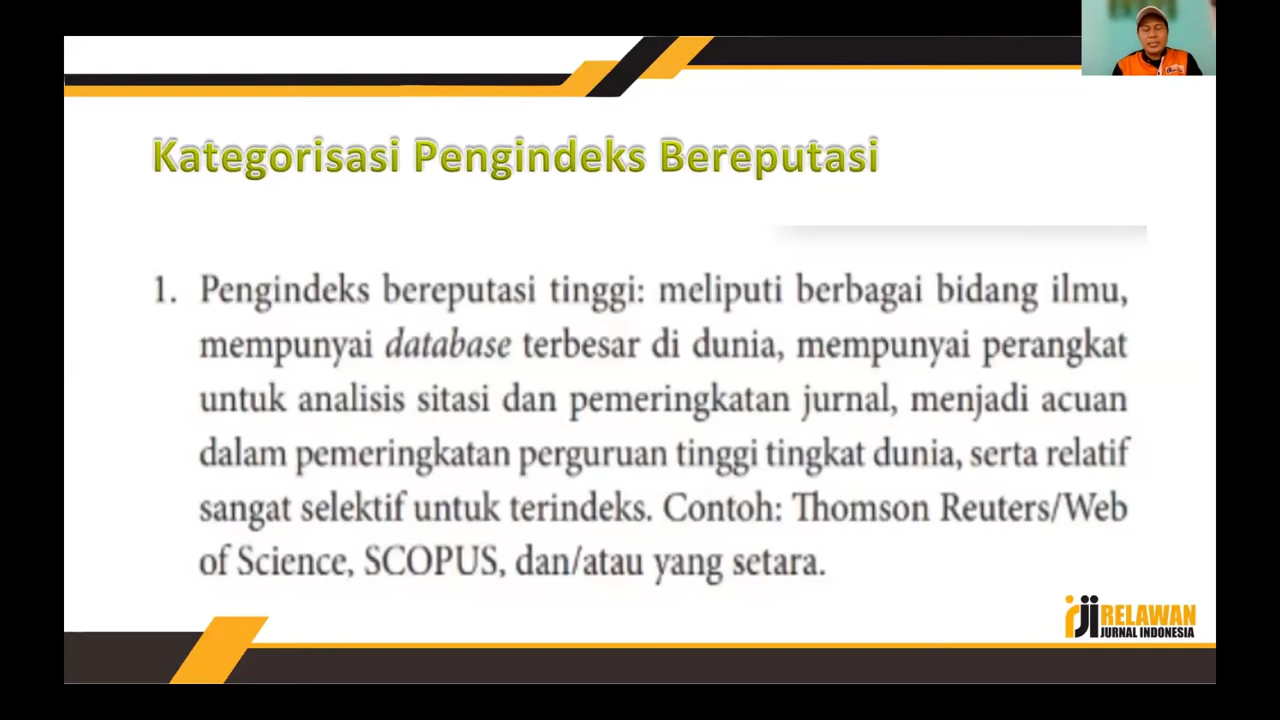 Kategorisasi Pengindeks Bereputasi
1. Pengindeks bereputasi tinggi: meliputi berbagai bidang ilmu,
mempunyai database terbesar di dunia, mempunyai perangkat
untuk analisis sitasi dan pemeringkatan jurnal, menjadi acuan
dalam pemeringkatan perguruan tinggi tingkat dunia, serta relatif
sangat selektif untuk terindeks. Contoh: Thomson Reuters/Web
of Science, SCOPUS, dan/atau yang setara.
rji RELAWAN
JURNAL INDONESIA